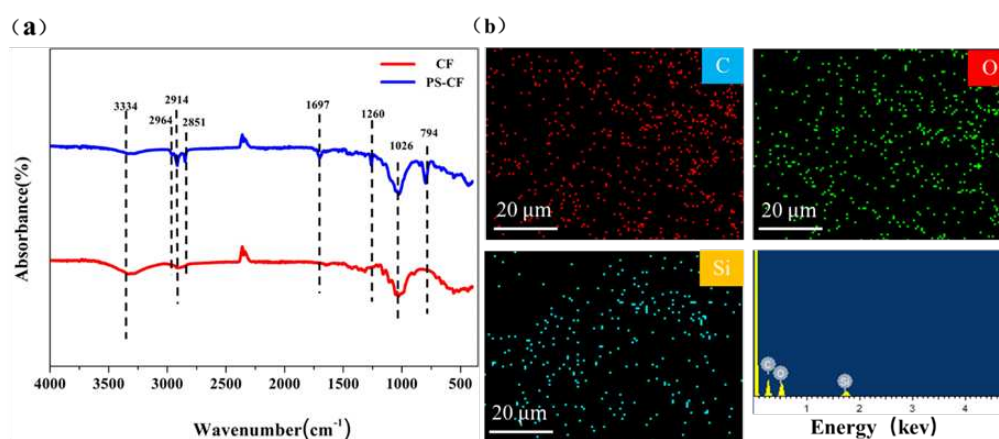 (a)
CF
PS-CF
3334
2964
2914
2851
1697
1260
1026
794
Absorbance(%)
4000 3500 3000 2500 2000 1500 1000 500
Wavenumber(cm⁻¹)
(b)
C
20 μm
O
20 μm
Si
20 μm
1 2 3 4
Energy (kev)